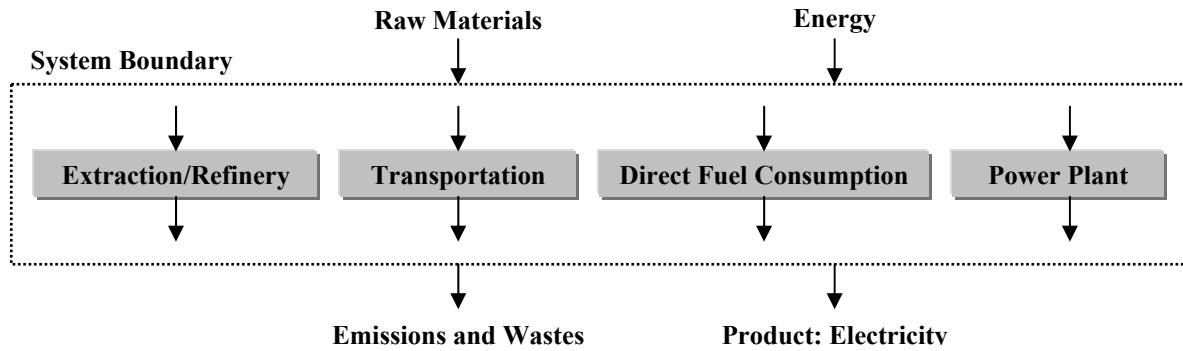 Raw Materials
Energy
System Boundary
Extraction/Refinery
Transportation
Direct Fuel Consumption
Power Plant
Emissions and Wastes
Product: Electricity